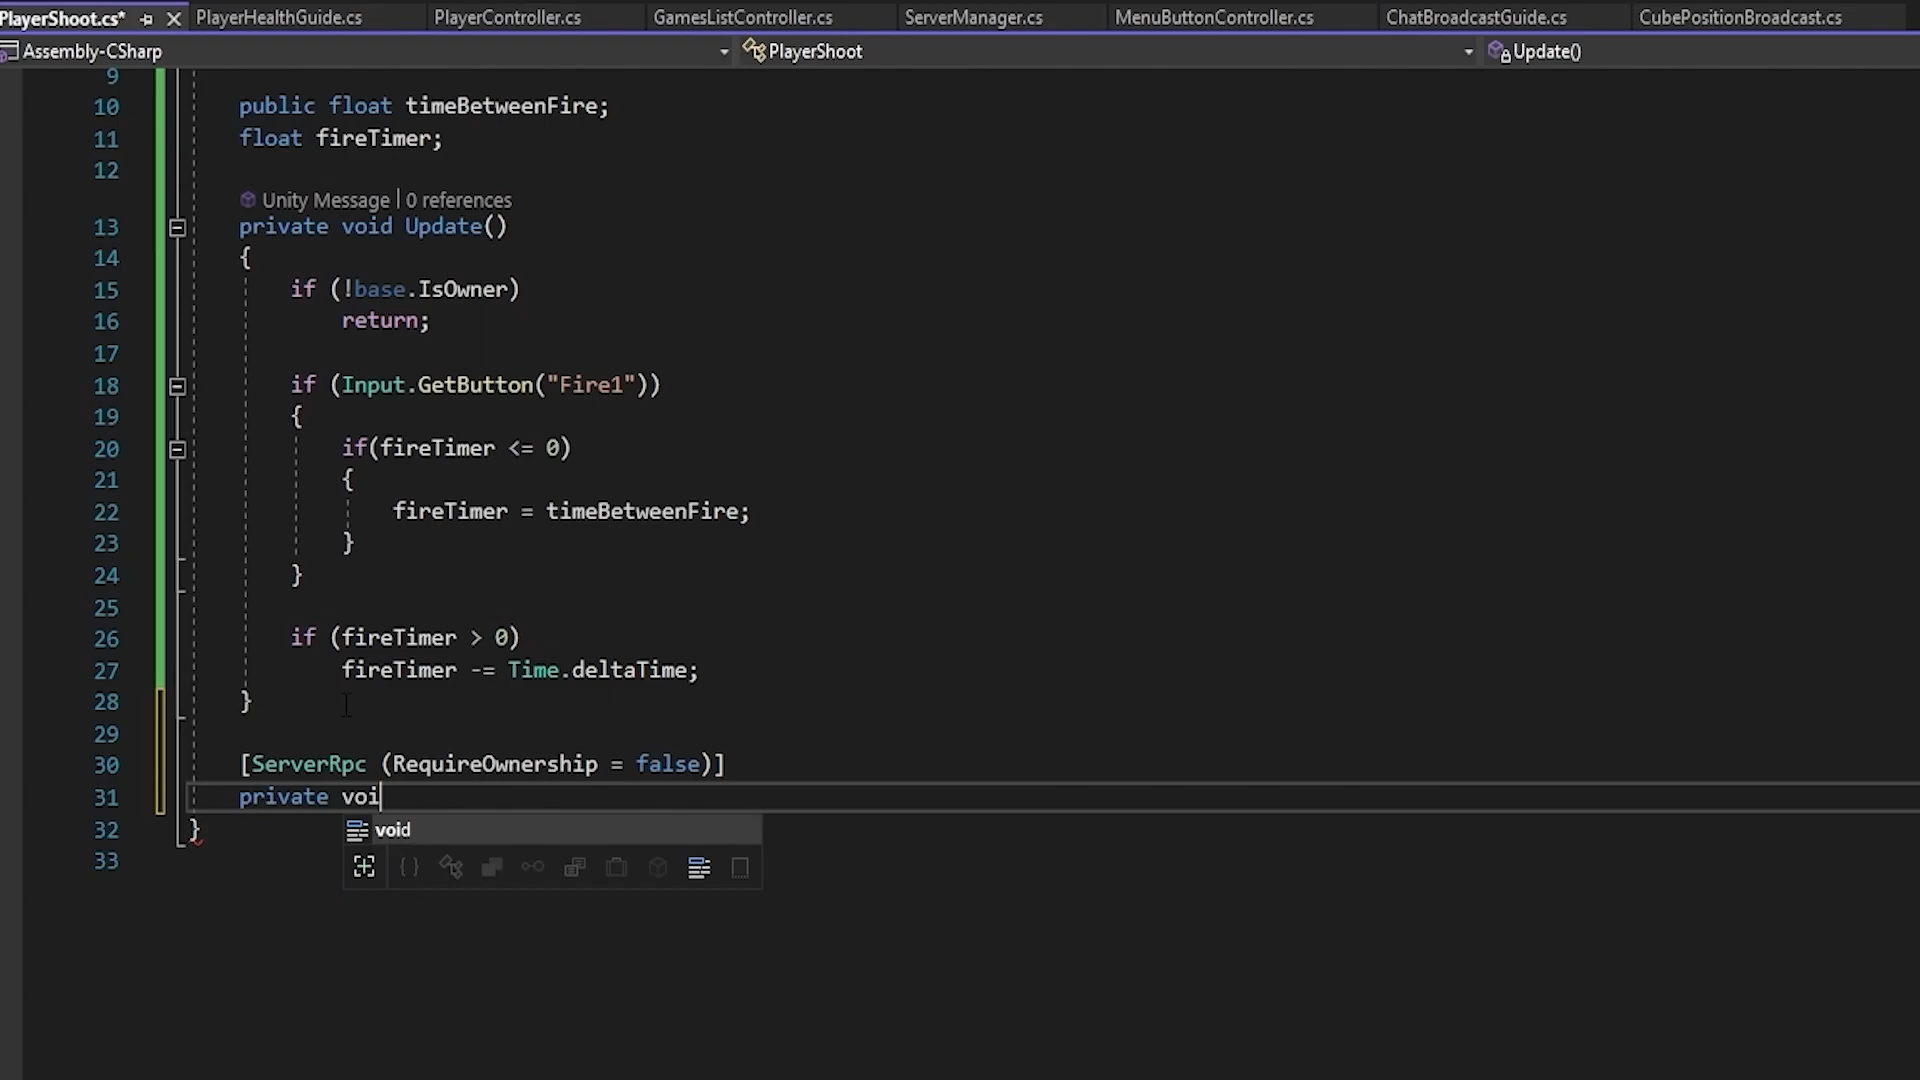 PlayerShoot.cs* PlayerHealthGuide.cs PlayerController.cs GamesListController.cs ServerManager.cs MenuButtonController.cs ChatBroadcastGuide.cs CubePositionBroadcast.cs
Assembly-CSharp PlayerShoot Update()
9
10 public float timeBetweenFire;
11 float fireTimer;
12
Unity Message | 0 references
13 private void Update()
14 {
15 if (!base.IsOwner)
16 return;
17
18 if (Input.GetButton("Fire1"))
19 {
20 if(fireTimer <= 0)
21 {
22 fireTimer = timeBetweenFire;
23 }
24 }
25
26 if (fireTimer > 0)
27 fireTimer -= Time.deltaTime;
28 }
29
30 [ServerRpc (RequireOwnership = false)]
31 private voi
32 }
void
33